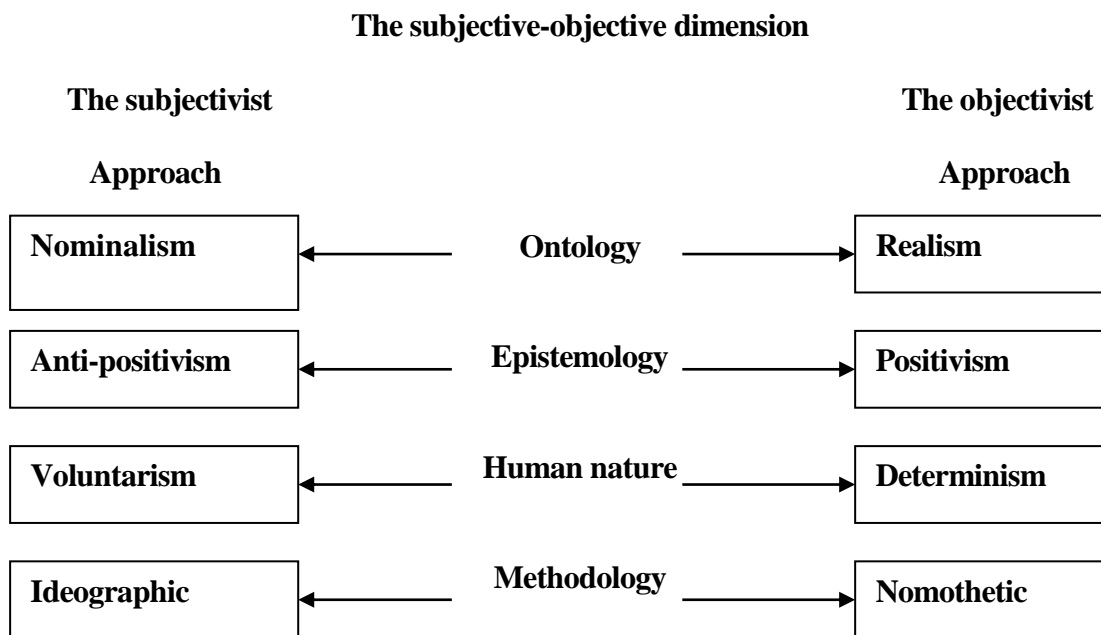 The subjective-objective dimension
The subjectivist The objectivist
Approach Approach
Nominalism Ontology Realism
Anti-positivism Epistemology Positivism
Voluntarism Human nature Determinism
Ideographic Methodology Nomothetic